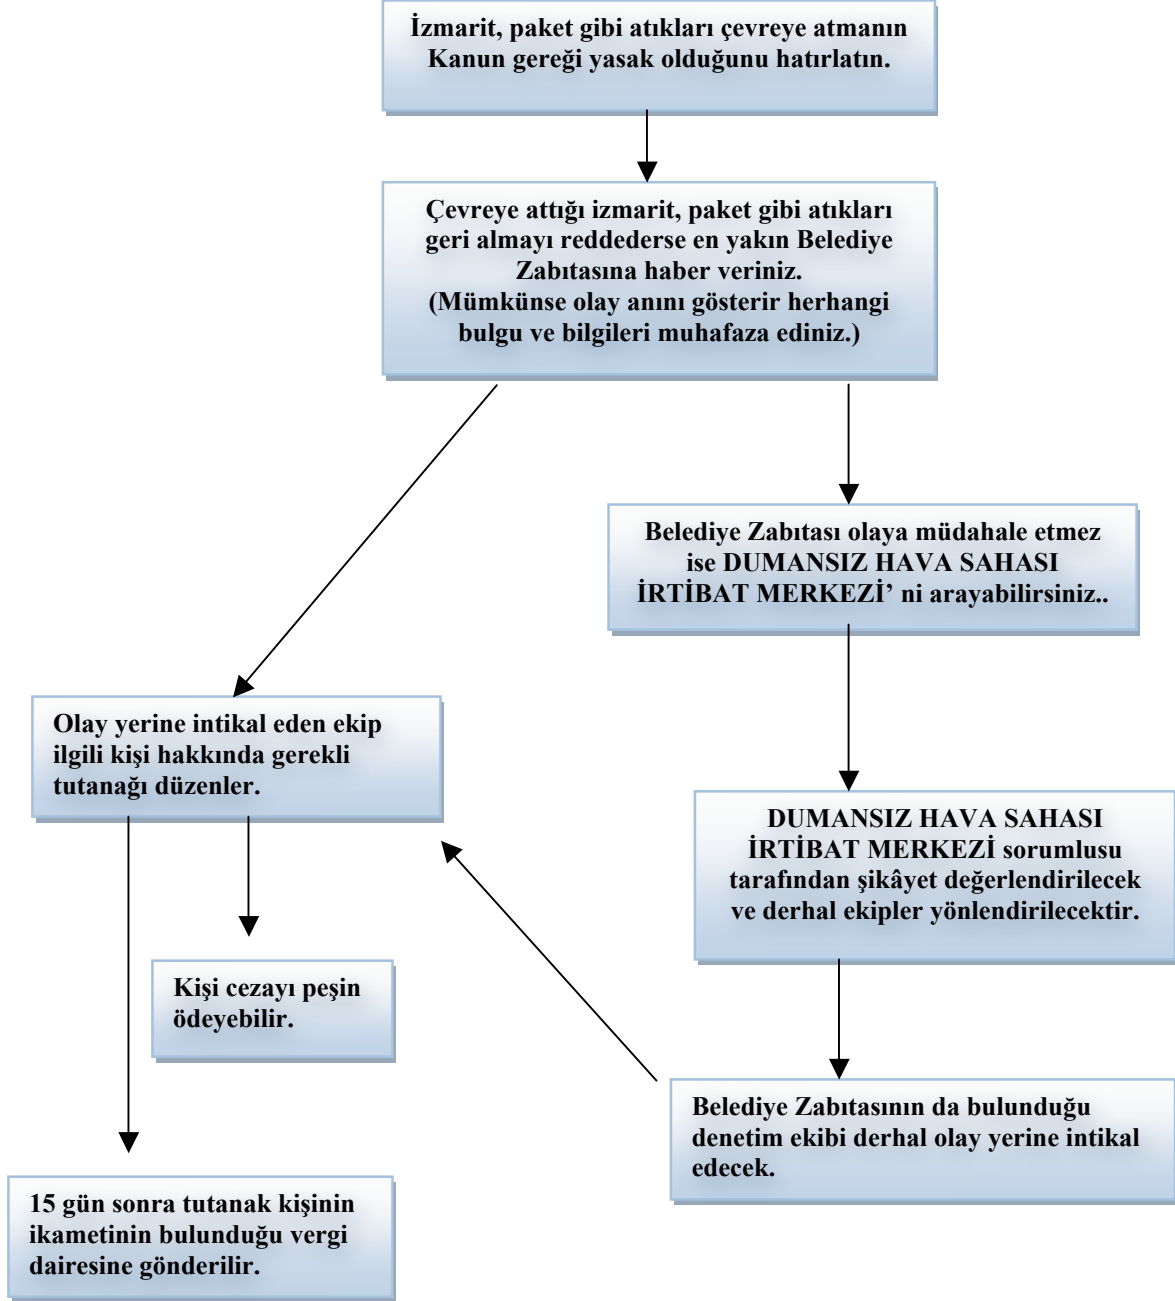 İzmarit, paket gibi atıkları çevreye atmanın
Kanun gereği yasak olduğunu hatırlatın.
Çevreye attığı izmarit, paket gibi atıkları
geri almayı reddederse en yakın Belediye
Zabıtasına haber veriniz.
(Mümkünse olay anını gösterir herhangi
bulgu ve bilgileri muhafaza ediniz.)
Belediye Zabıtası olaya müdahale etmez
ise DUMANSIZ HAVA SAHASI
İRTİBAT MERKEZİ’ ni arayabilirsiniz..
Olay yerine intikal eden ekip
ilgili kişi hakkında gerekli
tutanağı düzenler.
DUMANSIZ HAVA SAHASI
İRTİBAT MERKEZİ sorumlusu
tarafından şikâyet değerlendirilecek
ve derhal ekipler yönlendirilecektir.
Kişi cezayı peşin
ödeyebilir.
Belediye Zabıtasının da bulunduğu
denetim ekibi derhal olay yerine intikal
edecek.
15 gün sonra tutanak kişinin
ikametinin bulunduğu vergi
dairesine gönderilir.